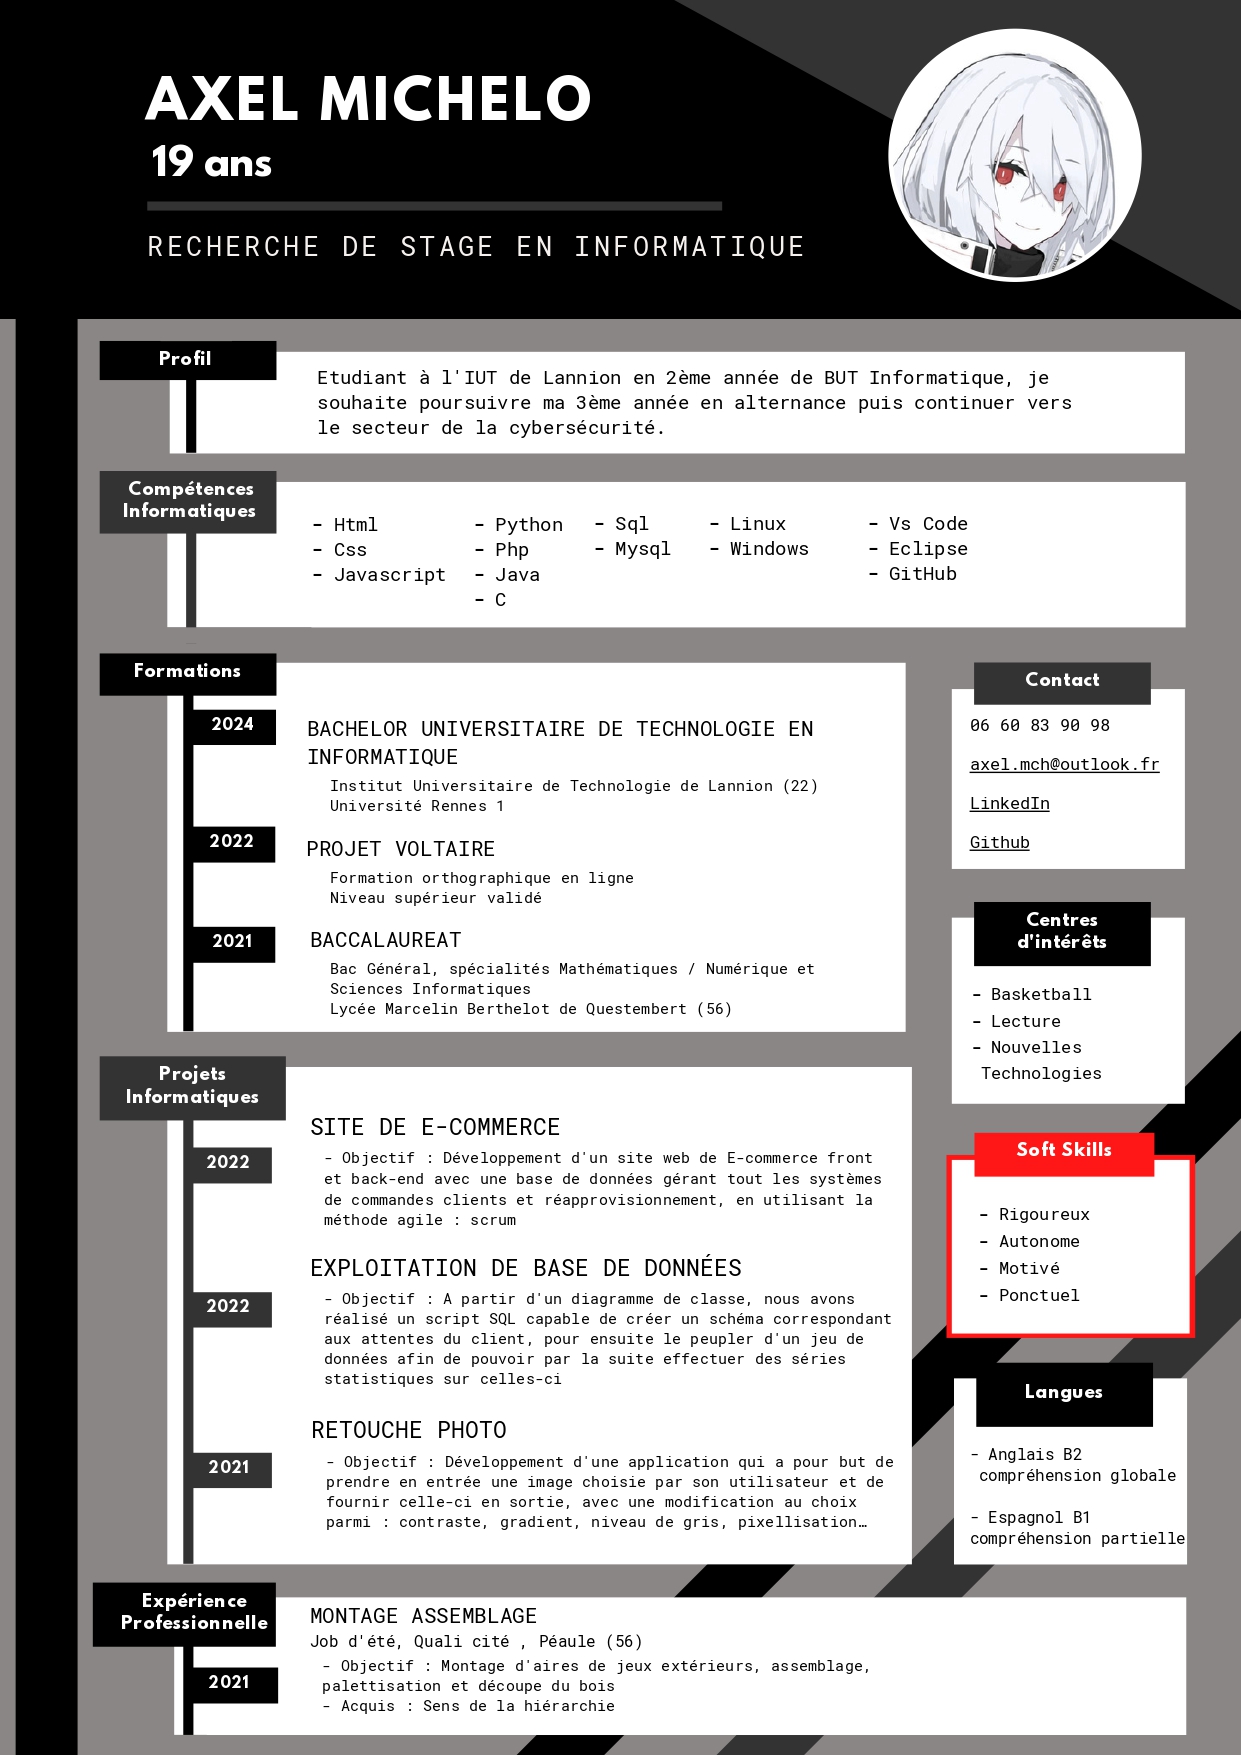 AXEL MICHELO
19 ans
RECHERCHE DE STAGE EN INFORMATIQUE
Profil
Etudiant à l'IUT de Lannion en 2ème année de BUT Informatique, je
souhaite poursuivre ma 3ème année en alternance puis continuer vers
le secteur de la cybersécurité.
Compétences
Informatiques
- Html
- Css
- Javascript
- Python
- Php
- Java
- C
- Sql
- Mysql
- Linux
- Windows
- Vs Code
- Eclipse
- GitHub
Formations
2024
BACHELOR UNIVERSITAIRE DE TECHNOLOGIE EN
INFORMATIQUE
Institut Universitaire de Technologie de Lannion (22)
Université Rennes 1
2022
PROJET VOLTAIRE
Formation orthographique en ligne
Niveau supérieur validé
2021
BACCALAUREAT
Bac Général, spécialités Mathématiques / Numérique et
Sciences Informatiques
Lycée Marcelin Berthelot de Questembert (56)
Contact
06 60 83 90 98
axel.mch@outlook.fr
LinkedIn
Github
Centres
d'intérêts
- Basketball
- Lecture
- Nouvelles
Technologies
Projets
Informatiques
SITE DE E-COMMERCE
2022
- Objectif : Développement d'un site web de E-commerce front
et back-end avec une base de données gérant tout les systèmes
de commandes clients et réapprovisionnement, en utilisant la
méthode agile : scrum
EXPLOITATION DE BASE DE DONNÉES
2022
- Objectif : A partir d'un diagramme de classe, nous avons
réalisé un script SQL capable de créer un schéma correspondant
aux attentes du client, pour ensuite le peupler d'un jeu de
données afin de pouvoir par la suite effectuer des séries
statistiques sur celles-ci
RETOUCHE PHOTO
2021
- Objectif : Développement d'une application qui a pour but de
prendre en entrée une image choisie par son utilisateur et de
fournir celle-ci en sortie, avec une modification au choix
parmi : contraste, gradient, niveau de gris, pixellisation…
Soft Skills
- Rigoureux
- Autonome
- Motivé
- Ponctuel
Langues
- Anglais B2
compréhension globale
- Espagnol B1
compréhension partielle
Expérience
Professionnelle
2021
MONTAGE ASSEMBLAGE
Job d'été, Quali cité , Péaule (56)
- Objectif : Montage d'aires de jeux extérieurs, assemblage,
palettisation et découpe du bois
- Acquis : Sens de la hiérarchie